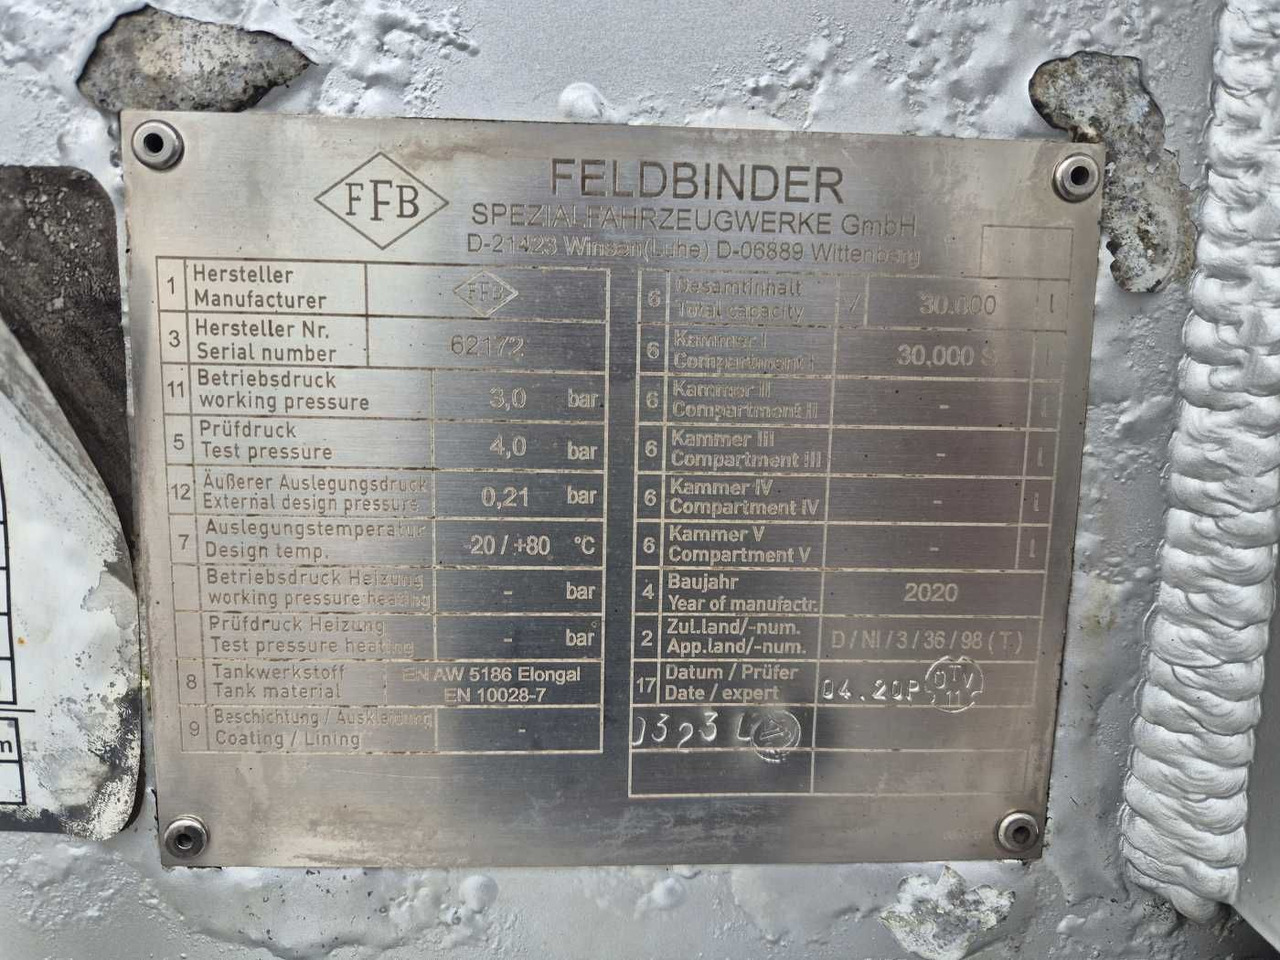 FFB
FELDBINDER
SPEZIALFAHRZEUGWERKE GmbH
D-21423 Winsen(Luhe) D-06889 Wittenberg
1 Hersteller FFB
Manufacturer
3 Hersteller Nr. 62172
Serial number
11 Betriebsdruck 3,0 bar
working pressure
5 Prüfdruck 4,0 bar
Test pressure
12 Äußerer Auslegungsdruck 0,21 bar
External design pressure
7 Auslegungstemperatur -20 / +80 °C
Design temp.
Betriebsdruck Heizung - bar
working pressure heating
Prüfdruck Heizung - bar
Test pressure heating
8 Tankwerkstoff EN AW 5186 Elongal
Tank material EN 10028-7
9 Beschichtung / Auskleidung -
Coating / Lining
6 Gesamtinhalt / 30.000 l
Total capacity
6 Kammer I 30.000 S l
Compartment I
6 Kammer II - l
Compartment II
6 Kammer III - l
Compartment III
6 Kammer IV - l
Compartment IV
6 Kammer V - l
Compartment V
4 Baujahr 2020
Year of manufactr.
2 Zul.land/-num. D / NI / 3 / 36 / 98 ( T )
App.land/-num.
17 Datum / Prüfer 04.20P
Date / expert
0323L
m